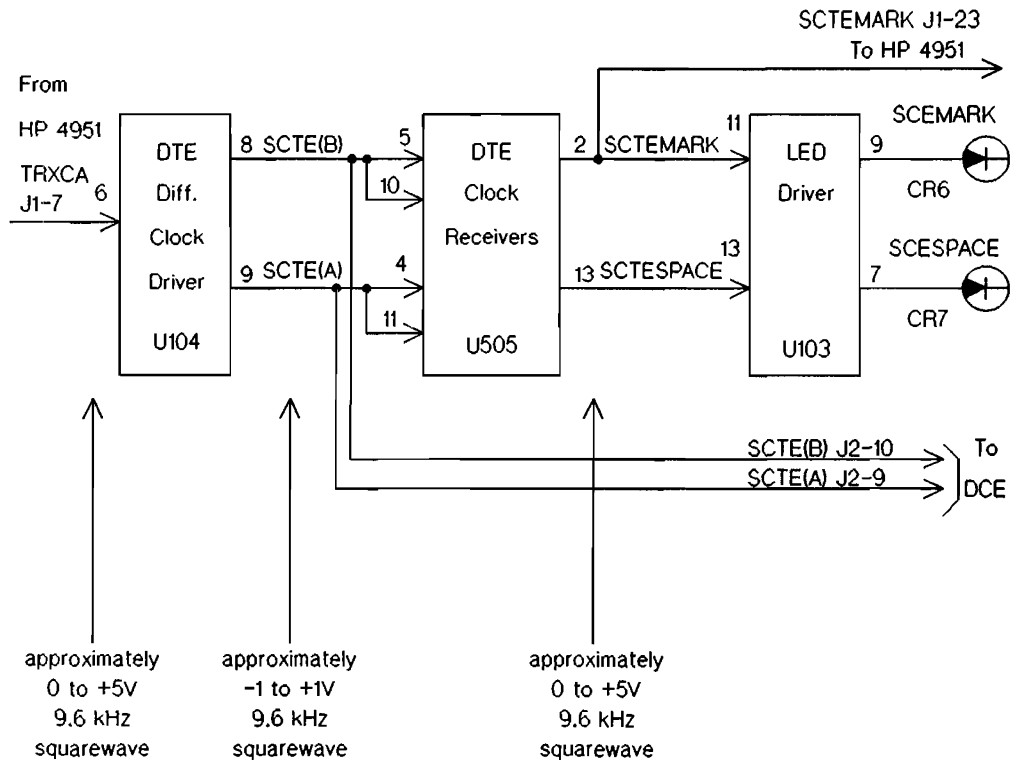 SCTEMARK J1-23
To HP 4951
From
HP 4951
TRXCA
J1-7
6
DTE
Diff.
Clock
Driver
U104
8 SCTE(B)
9 SCTE(A)
5
10
4
11
DTE
Clock
Receivers
U505
2 SCTEMARK
13 SCTESPACE
11
13
LED
Driver
U103
9
7
SCEMARK
CR6
SCESPACE
CR7
SCTE(B) J2-10
SCTE(A) J2-9
To
DCE
approximately
0 to +5V
9.6 kHz
squarewave
approximately
-1 to +1V
9.6 kHz
squarewave
approximately
0 to +5V
9.6 kHz
squarewave